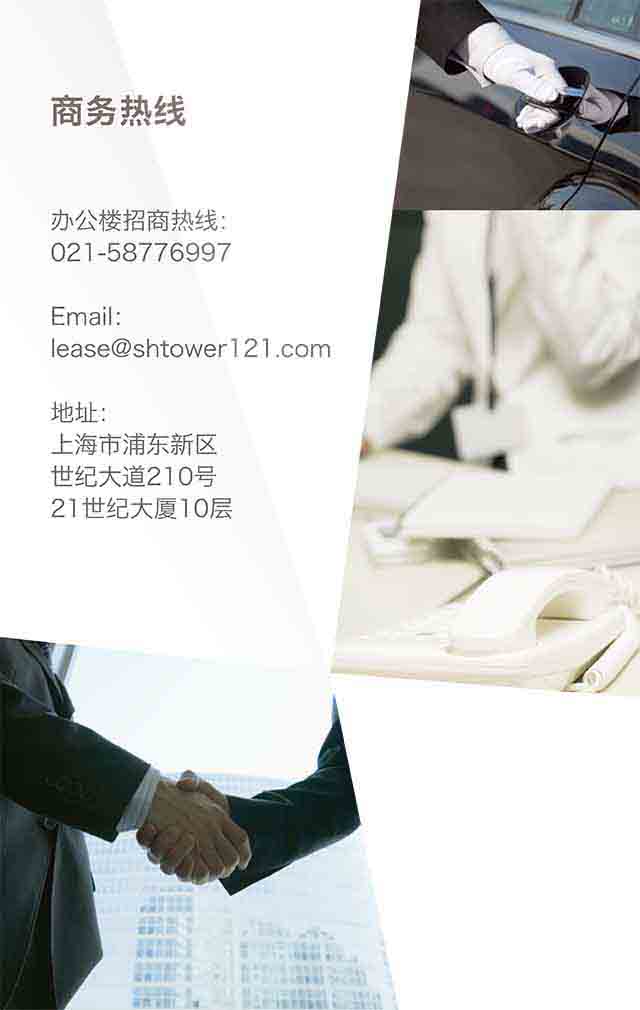 商务热线
办公楼招商热线：
021-58776997
Email：
lease@shtower121.com
地址：
上海市浦东新区
世纪大道210号
21世纪大厦10层